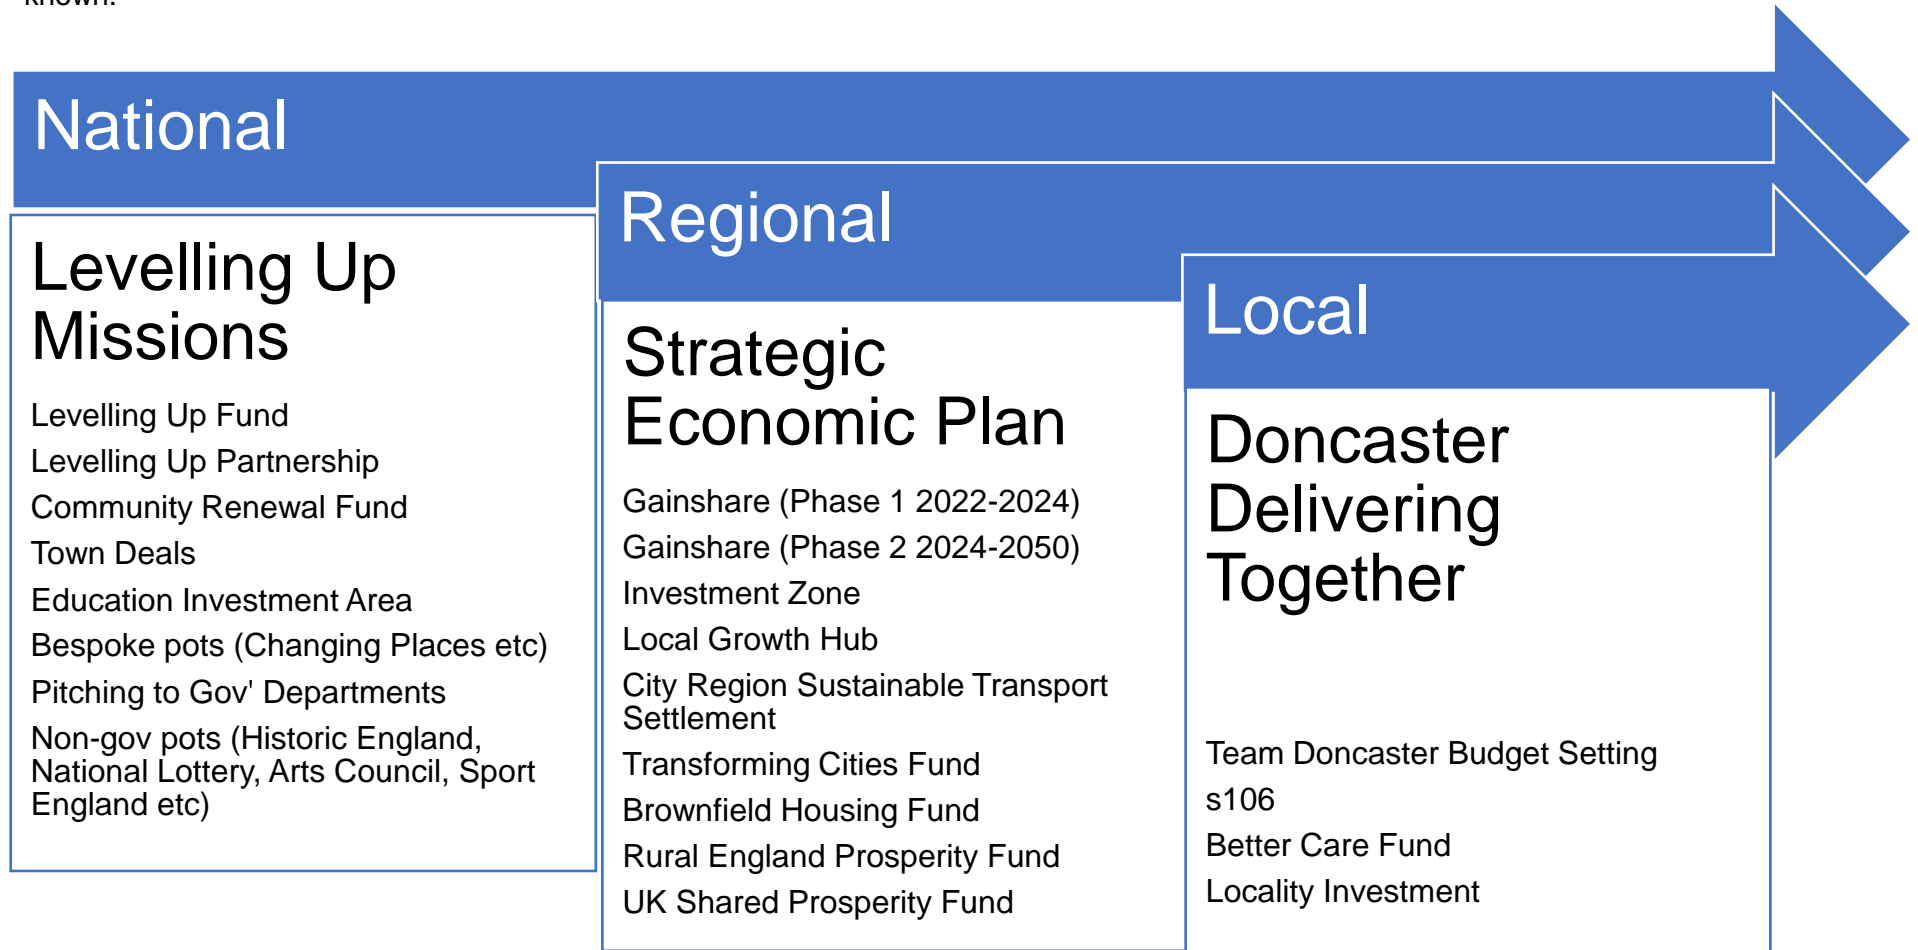 known.
National
Levelling Up
Missions
Levelling Up Fund
Levelling Up Partnership
Community Renewal Fund
Town Deals
Education Investment Area
Bespoke pots (Changing Places etc)
Pitching to Gov' Departments
Non-gov pots (Historic England,
National Lottery, Arts Council, Sport
England etc)
Regional
Strategic
Economic Plan
Gainshare (Phase 1 2022-2024)
Gainshare (Phase 2 2024-2050)
Investment Zone
Local Growth Hub
City Region Sustainable Transport
Settlement
Transforming Cities Fund
Brownfield Housing Fund
Rural England Prosperity Fund
UK Shared Prosperity Fund
Local
Doncaster
Delivering
Together
Team Doncaster Budget Setting
s106
Better Care Fund
Locality Investment